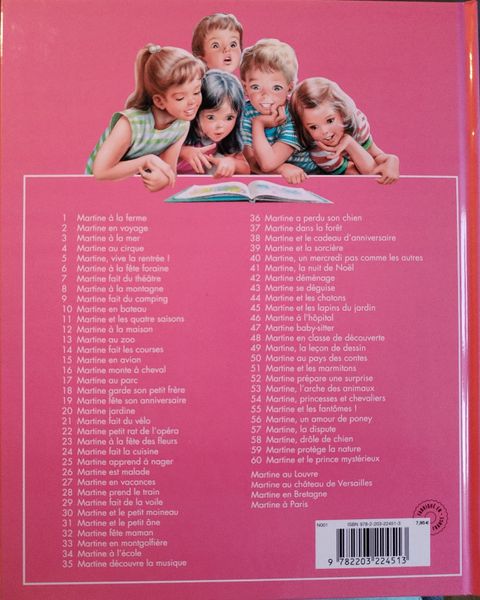 1 Martine à la ferme
2 Martine en voyage
3 Martine à la mer
4 Martine au cirque
5 Martine, vive la rentrée !
6 Martine à la fête foraine
7 Martine fait du théâtre
8 Martine à la montagne
9 Martine fait du camping
10 Martine en bateau
11 Martine et les quatre saisons
12 Martine à la maison
13 Martine au zoo
14 Martine fait les courses
15 Martine en avion
16 Martine monte à cheval
17 Martine au parc
18 Martine garde son petit frère
19 Martine fête son anniversaire
20 Martine jardine
21 Martine fait du vélo
22 Martine petit rat de l'opéra
23 Martine à la fête des fleurs
24 Martine fait la cuisine
25 Martine apprend à nager
26 Martine est malade
27 Martine en vacances
28 Martine prend le train
29 Martine fait de la voile
30 Martine et le petit moineau
31 Martine et le petit âne
32 Martine fête maman
33 Martine en montgolfière
34 Martine à l'école
35 Martine découvre la musique
36 Martine a perdu son chien
37 Martine dans la forêt
38 Martine et le cadeau d'anniversaire
39 Martine et la sorcière
40 Martine, un mercredi pas comme les autres
41 Martine, la nuit de Noël
42 Martine déménage
43 Martine se déguise
44 Martine et les chatons
45 Martine et les lapins du jardin
46 Martine à l'hôpital
47 Martine baby-sitter
48 Martine en classe de découverte
49 Martine, la leçon de dessin
50 Martine au pays des contes
51 Martine et les marmitons
52 Martine prépare une surprise
53 Martine, l'arche des animaux
54 Martine, princesses et chevaliers
55 Martine et les fantômes !
56 Martine, un amour de poney
57 Martine, la dispute
58 Martine, drôle de chien
59 Martine protège la nature
60 Martine et le prince mystérieux
Martine au Louvre
Martine au château de Versailles
Martine en Bretagne
Martine à Paris
N001 ISBN 978-2-203-22451-3 7,95 €
9 782203 224513